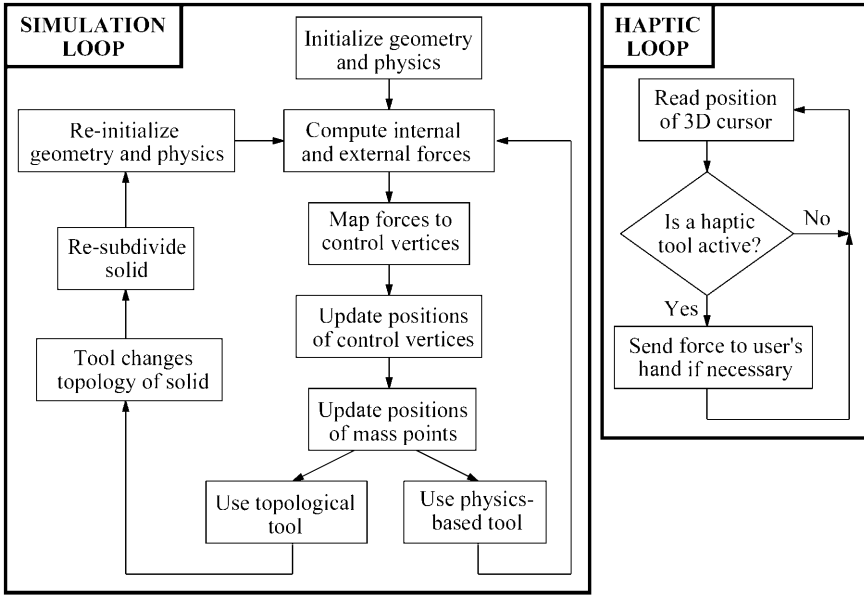 SIMULATION
LOOP
Initialize geometry
and physics
Re-initialize
geometry and physics
Compute internal
and external forces
Map forces to
control vertices
Re-subdivide
solid
Update positions
of control vertices
Tool changes
topology of solid
Update positions
of mass points
Use topological
tool
Use physics-
based tool
HAPTIC
LOOP
Read position
of 3D cursor
Is a haptic
tool active?
No
Yes
Send force to user's
hand if necessary